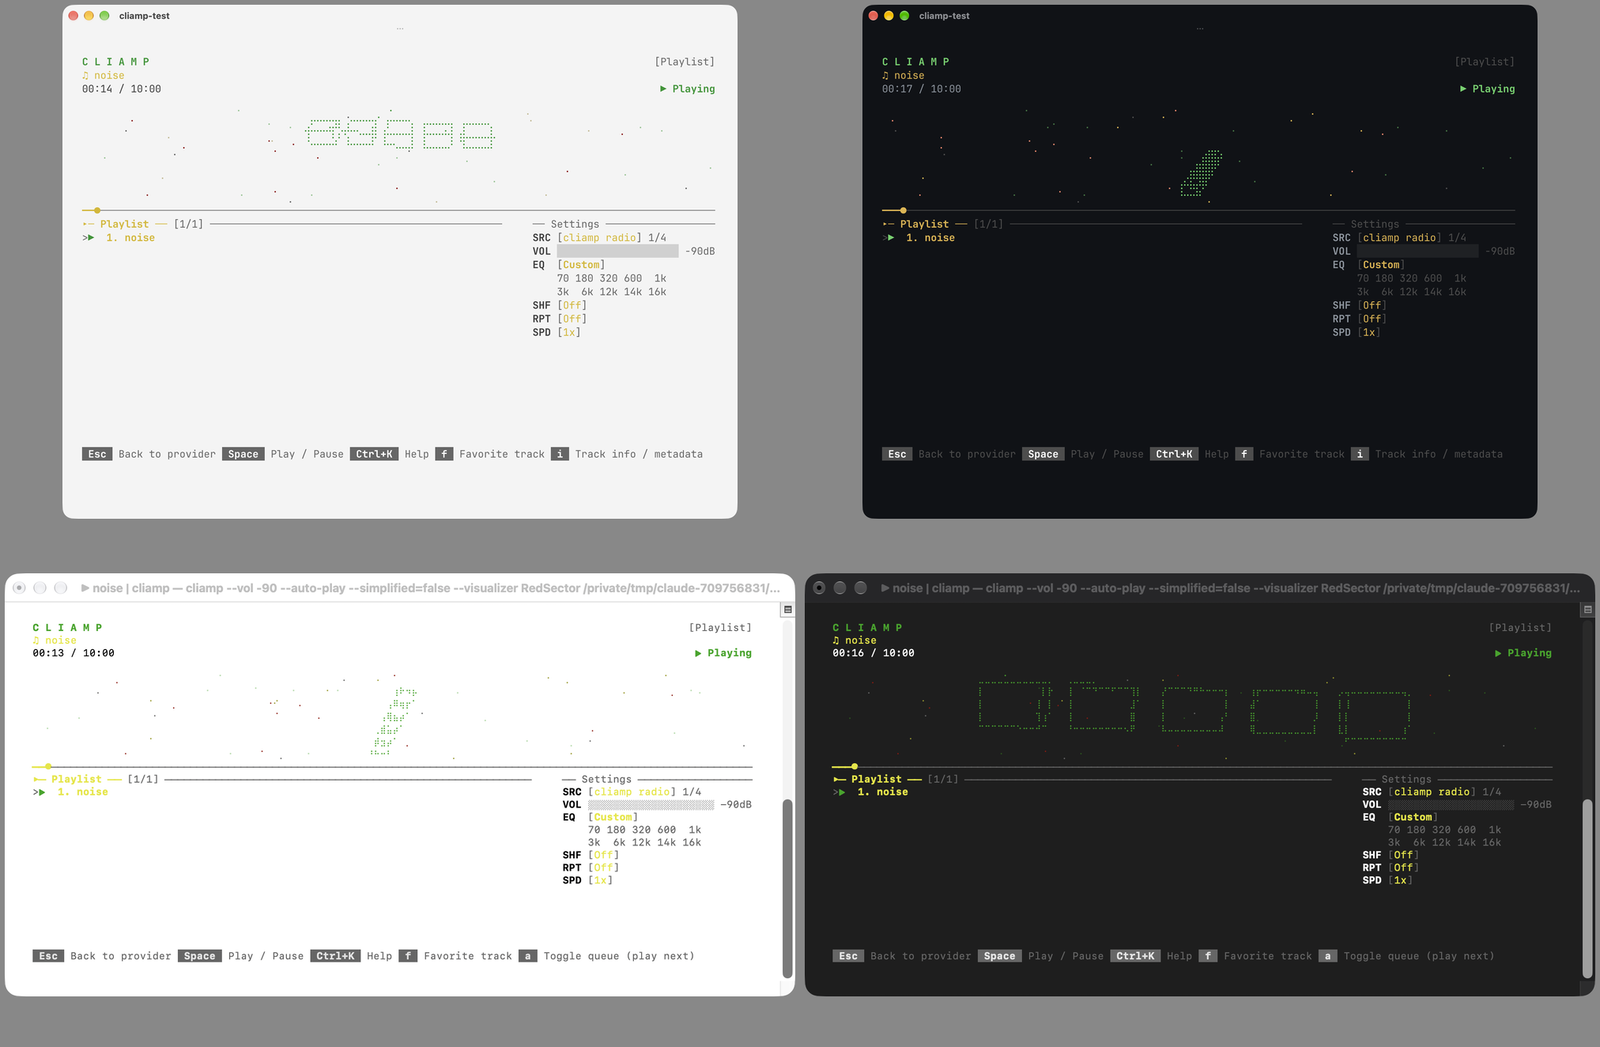 cliamp-test
...
C L I A M P
[Playlist]
♫ noise
00:14 / 10:00
▶ Playing
Playlist [1/1]
Settings
>▶ 1. noise
SRC [cliamp radio] 1/4
VOL -90dB
EQ [Custom]
70 180 320 600 1k
3k 6k 12k 14k 16k
SHF [Off]
RPT [Off]
SPD [1x]
Esc Back to provider Space Play / Pause Ctrl+K Help f Favorite track i Track info / metadata
cliamp-test
...
C L I A M P
[Playlist]
♫ noise
00:17 / 10:00
▶ Playing
Playlist [1/1]
Settings
>▶ 1. noise
SRC [cliamp radio] 1/4
VOL -90dB
EQ [Custom]
70 180 320 600 1k
3k 6k 12k 14k 16k
SHF [Off]
RPT [Off]
SPD [1x]
Esc Back to provider Space Play / Pause Ctrl+K Help f Favorite track i Track info / metadata
▶ noise | cliamp — cliamp --vol -90 --auto-play --simplified=false --visualizer RedSector /private/tmp/claude-709756831/...
C L I A M P
[Playlist]
♫ noise
00:13 / 10:00
▶ Playing
Playlist [1/1]
Settings
>▶ 1. noise
SRC [cliamp radio] 1/4
VOL -90dB
EQ [Custom]
70 180 320 600 1k
3k 6k 12k 14k 16k
SHF [Off]
RPT [Off]
SPD [1x]
Esc Back to provider Space Play / Pause Ctrl+K Help f Favorite track a Toggle queue (play next)
▶ noise | cliamp — cliamp --vol -90 --auto-play --simplified=false --visualizer RedSector /private/tmp/claude-709756831/...
C L I A M P
[Playlist]
♫ noise
00:16 / 10:00
▶ Playing
Playlist [1/1]
Settings
>▶ 1. noise
SRC [cliamp radio] 1/4
VOL -90dB
EQ [Custom]
70 180 320 600 1k
3k 6k 12k 14k 16k
SHF [Off]
RPT [Off]
SPD [1x]
Esc Back to provider Space Play / Pause Ctrl+K Help f Favorite track a Toggle queue (play next)